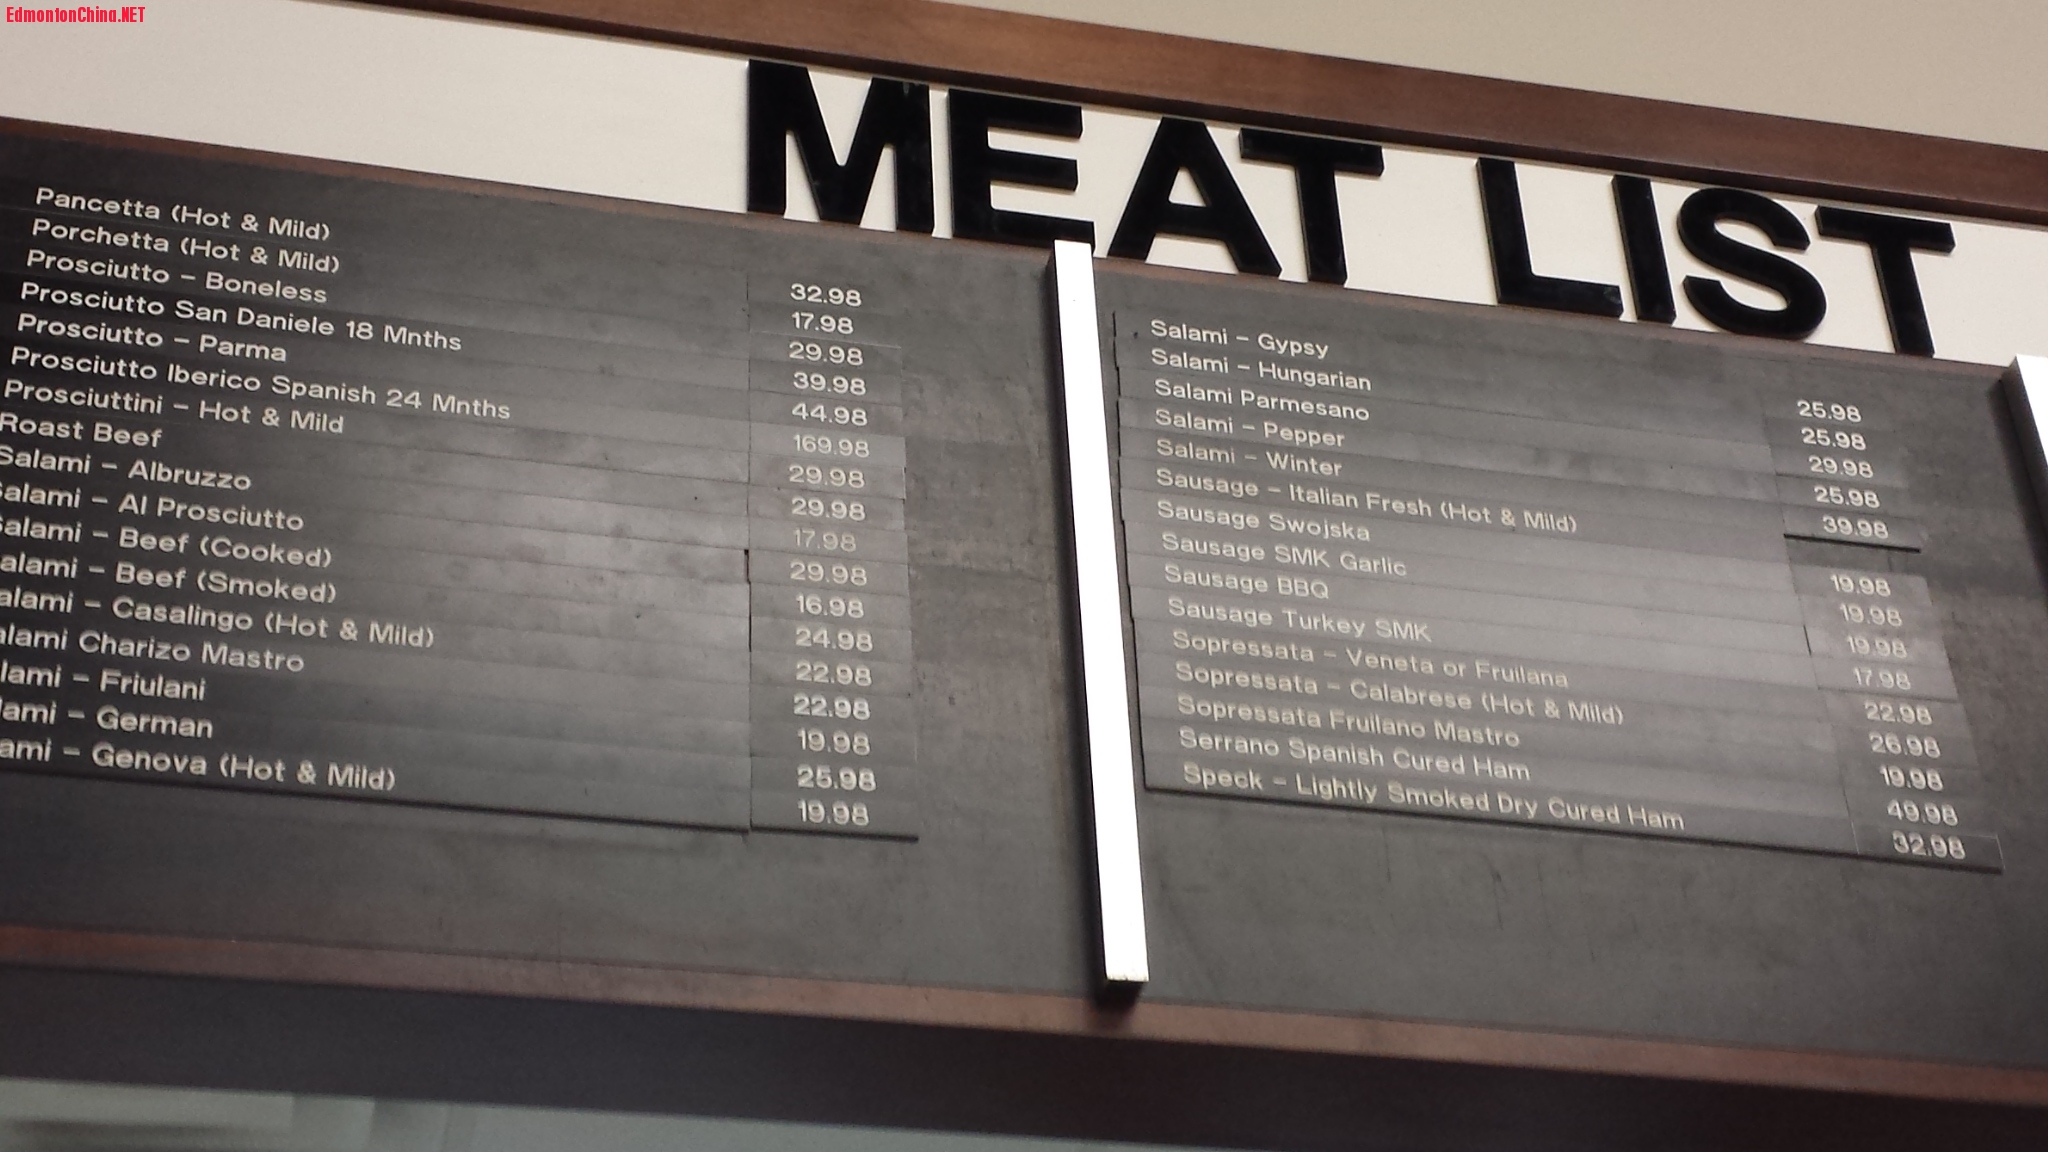 EdmontonChina.NET
MEAT LIST
Pancetta (Hot & Mild) 32.98
Porchetta (Hot & Mild) 17.98
Prosciutto - Boneless 29.98
Prosciutto San Daniele 18 Mnths 39.98
Prosciutto - Parma 44.98
Prosciutto Iberico Spanish 24 Mnths 169.98
Prosciuttini - Hot & Mild 29.98
Roast Beef 29.98
Salami - Albruzzo 17.98
Salami - Al Prosciutto 29.98
Salami - Beef (Cooked) 16.98
alami - Beef (Smoked) 24.98
alami - Casalingo (Hot & Mild) 22.98
alami Charizo Mastro 22.98
lami - Friulani 19.98
ami - German 25.98
ami - Genova (Hot & Mild) 19.98
Salami - Gypsy 25.98
Salami - Hungarian 25.98
Salami Parmesano 29.98
Salami - Pepper 25.98
Salami - Winter 39.98
Sausage - Italian Fresh (Hot & Mild)
Sausage Swojska 19.98
Sausage SMK Garlic 19.98
Sausage BBQ 19.98
Sausage Turkey SMK 17.98
Sopressata - Veneta or Fruilana 22.98
Sopressata - Calabrese (Hot & Mild) 26.98
Sopressata Fruilano Mastro 19.98
Serrano Spanish Cured Ham 49.98
Speck - Lightly Smoked Dry Cured Ham 32.98